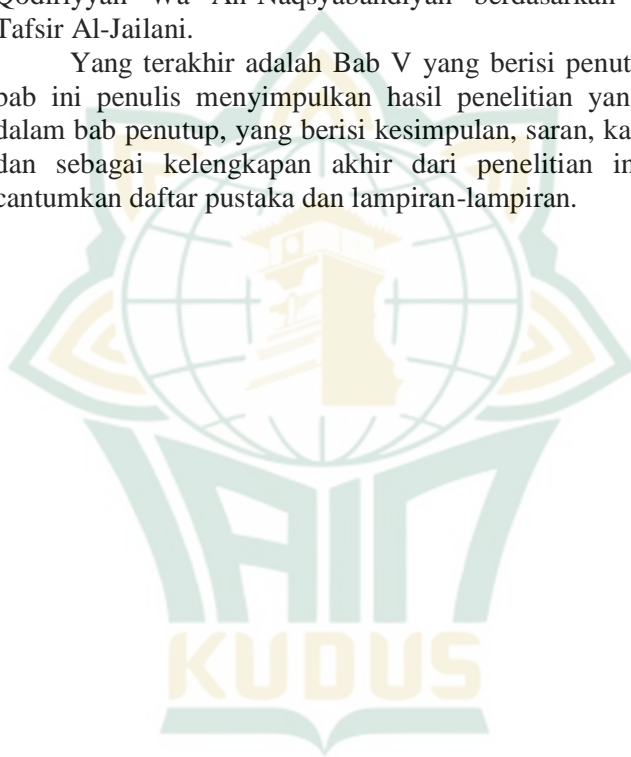 Qodiriyyah Wa An-Naqsyabandiyah berdasarkan
Tafsir Al-Jailani.
Yang terakhir adalah Bab V yang berisi penut
bab ini penulis menyimpulkan hasil penelitian yan
dalam bab penutup, yang berisi kesimpulan, saran, ka
dan sebagai kelengkapan akhir dari penelitian in
cantumkan daftar pustaka dan lampiran-lampiran.
IAIN
KUDUS